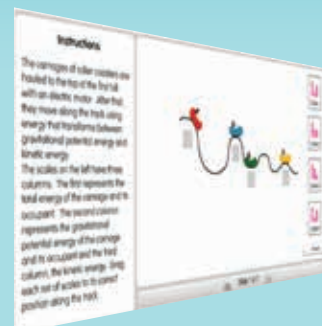 Instructions
The carriages of roller coasters are
hauled to the top of the first hill
with an electric motor. After that
they move along the track using
energy that transforms between
gravitational potential energy and
kinetic energy.
The scales on the left have three
columns. The first represents the
total energy of the carriage and its
occupant. The second column
represents the gravitational
potential energy of the carriage
and its occupant and the third
column, the kinetic energy. Drag
each set of scales to its correct
position along the track.